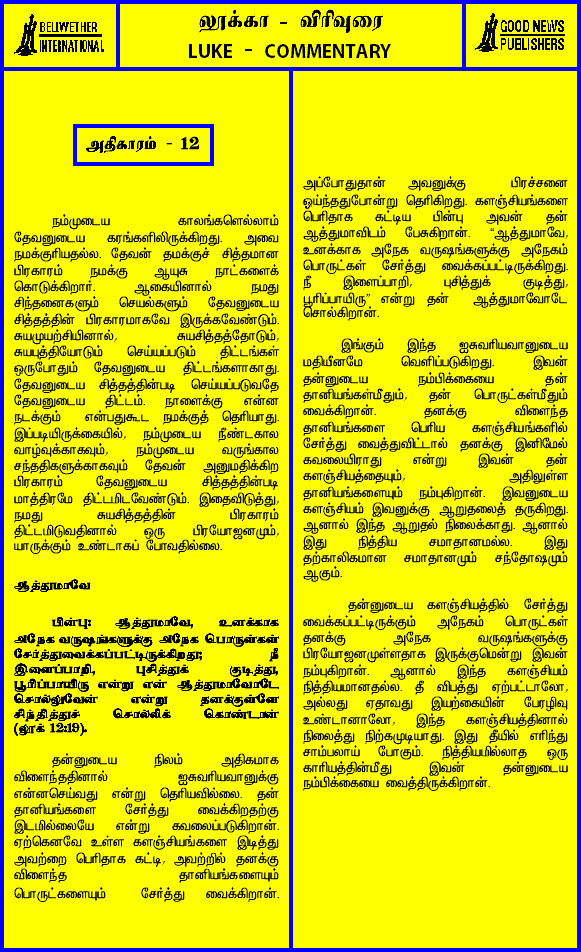 BELLWETHER
INTERNATIONAL
லூக்கா - விரிவுரை
LUKE - COMMENTARY
GOOD NEWS
PUBLISHERS
அதிகாரம் - 12
நம்முடைய காலங்களெல்லாம்
தேவனுடைய கரங்களிலிருக்கிறது. அவை
நமக்குரியதல்ல. தேவன் தமக்குச் சித்தமான
பிரகாரம் நமக்கு ஆயுசு நாட்களைக்
கொடுக்கிறார். ஆகையினால் நமது
சிந்தனைகளும் செயல்களும் தேவனுடைய
சித்தத்தின் பிரகாரமாகவே இருக்கவேண்டும்.
சுயமுயற்சியினால், சுயசித்தத்தோடும்,
சுயபுத்தியோடும் செய்யப்படும் திட்டங்கள்
ஒருபோதும் தேவனுடைய திட்டங்களாகாது.
தேவனுடைய சித்தத்தின்படி செய்யப்படுவதே
தேவனுடைய திட்டம். நாளைக்கு என்ன
நடக்கும் என்பதுகூட நமக்குத் தெரியாது.
இப்படியிருக்கையில், நம்முடைய நீண்டகால
வாழ்வுக்காகவும், நம்முடைய வருங்கால
சந்ததிகளுக்காகவும் தேவன் அனுமதிக்கிற
பிரகாரம் தேவனுடைய சித்தத்தின்படி
மாத்திரமே திட்டமிடவேண்டும். இதைவிடுத்து,
நமது சுயசித்தத்தின் பிரகாரம்
திட்டமிடுவதினால் ஒரு பிரயோஜனமும்,
யாருக்கும் உண்டாகப் போவதில்லை.
ஆத்துமாவே
பின்பு: ஆத்துமாவே, உனக்காக
அநேக வருஷங்களுக்கு அநேக பொருள்கள்
சேர்த்துவைக்கப்பட்டிருக்கிறது; நீ
இளைப்பாறி, புசித்துக் குடித்து,
பூரிப்பாயிரு என்று என் ஆத்துமாவோடே
சொல்லுவேன் என்று தனக்குள்ளே
சிந்தித்துச் சொல்லிக் கொண்டான்
(லூக் 12:19).
தன்னுடைய நிலம் அதிகமாக
விளைந்ததினால் ஐசுவரியவானுக்கு
என்னசெய்வது என்று தெரியவில்லை. தன்
தானியங்களை சேர்த்து வைக்கிறதற்கு
இடமில்லையே என்று கவலைப்படுகிறான்.
ஏற்கெனவே உள்ள களஞ்சியங்களை இடித்து
அவற்றை பெரிதாக கட்டி, அவற்றில் தனக்கு
விளைந்த தானியங்களையும்
பொருட்களையும் சேர்த்து வைக்கிறான்.
அப்போதுதான் அவனுக்கு பிரச்சனை
ஓய்ந்ததுபோன்று தெரிகிறது. களஞ்சியங்களை
பெரிதாக கட்டிய பின்பு அவன் தன்
ஆத்துமாவிடம் பேசுகிறான். "ஆத்துமாவே,
உனக்காக அநேக வருஷங்களுக்கு அநேகம்
பொருட்கள் சேர்த்து வைக்கப்பட்டிருக்கிறது.
நீ இளைப்பாறி, புசித்துக் குடித்து,
பூரிப்பாயிரு" என்று தன் ஆத்துமாவோடே
சொல்கிறான்.
இங்கும் இந்த ஐசுவரியவானுடைய
மதியீனமே வெளிப்படுகிறது. இவன்
தன்னுடைய நம்பிக்கையை தன்
தானியங்கள்மீதும், தன் பொருட்கள்மீதும்
வைக்கிறான். தனக்கு விளைந்த
தானியங்களை பெரிய களஞ்சியங்களில்
சேர்த்து வைத்துவிட்டால் தனக்கு இனிமேல்
கவலையிராது என்று இவன் தன்
களஞ்சியத்தையும், அதிலுள்ள
தானியங்களையும் நம்புகிறான். இவனுடைய
களஞ்சியம் இவனுக்கு ஆறுதலைத் தருகிறது.
ஆனால் இந்த ஆறுதல் நிலைக்காது. ஆனால்
இது நித்திய சமாதானமல்ல. இது
தற்காலிகமான சமாதானமும் சந்தோஷமும்
ஆகும்.
தன்னுடைய களஞ்சியத்தில் சேர்த்து
வைக்கப்பட்டிருக்கும் அநேகம் பொருட்கள்
தனக்கு அநேக வருஷங்களுக்கு
பிரயோஜனமுள்ளதாக இருக்குமென்று இவன்
நம்புகிறான். ஆனால் இந்த களஞ்சியம்
நித்தியமானதல்ல. தீ விபத்து ஏற்பட்டாலோ,
அல்லது ஏதாவது இயற்கையின் பேரழிவு
உண்டானாலோ, இந்த களஞ்சியத்தினால்
நிலைத்து நிற்கமுடியாது. இது தீயில் எரிந்து
சாம்பலாய் போகும். நித்தியமில்லாத ஒரு
காரியத்தின்மீது இவன் தன்னுடைய
நம்பிக்கையை வைத்திருக்கிறான்.